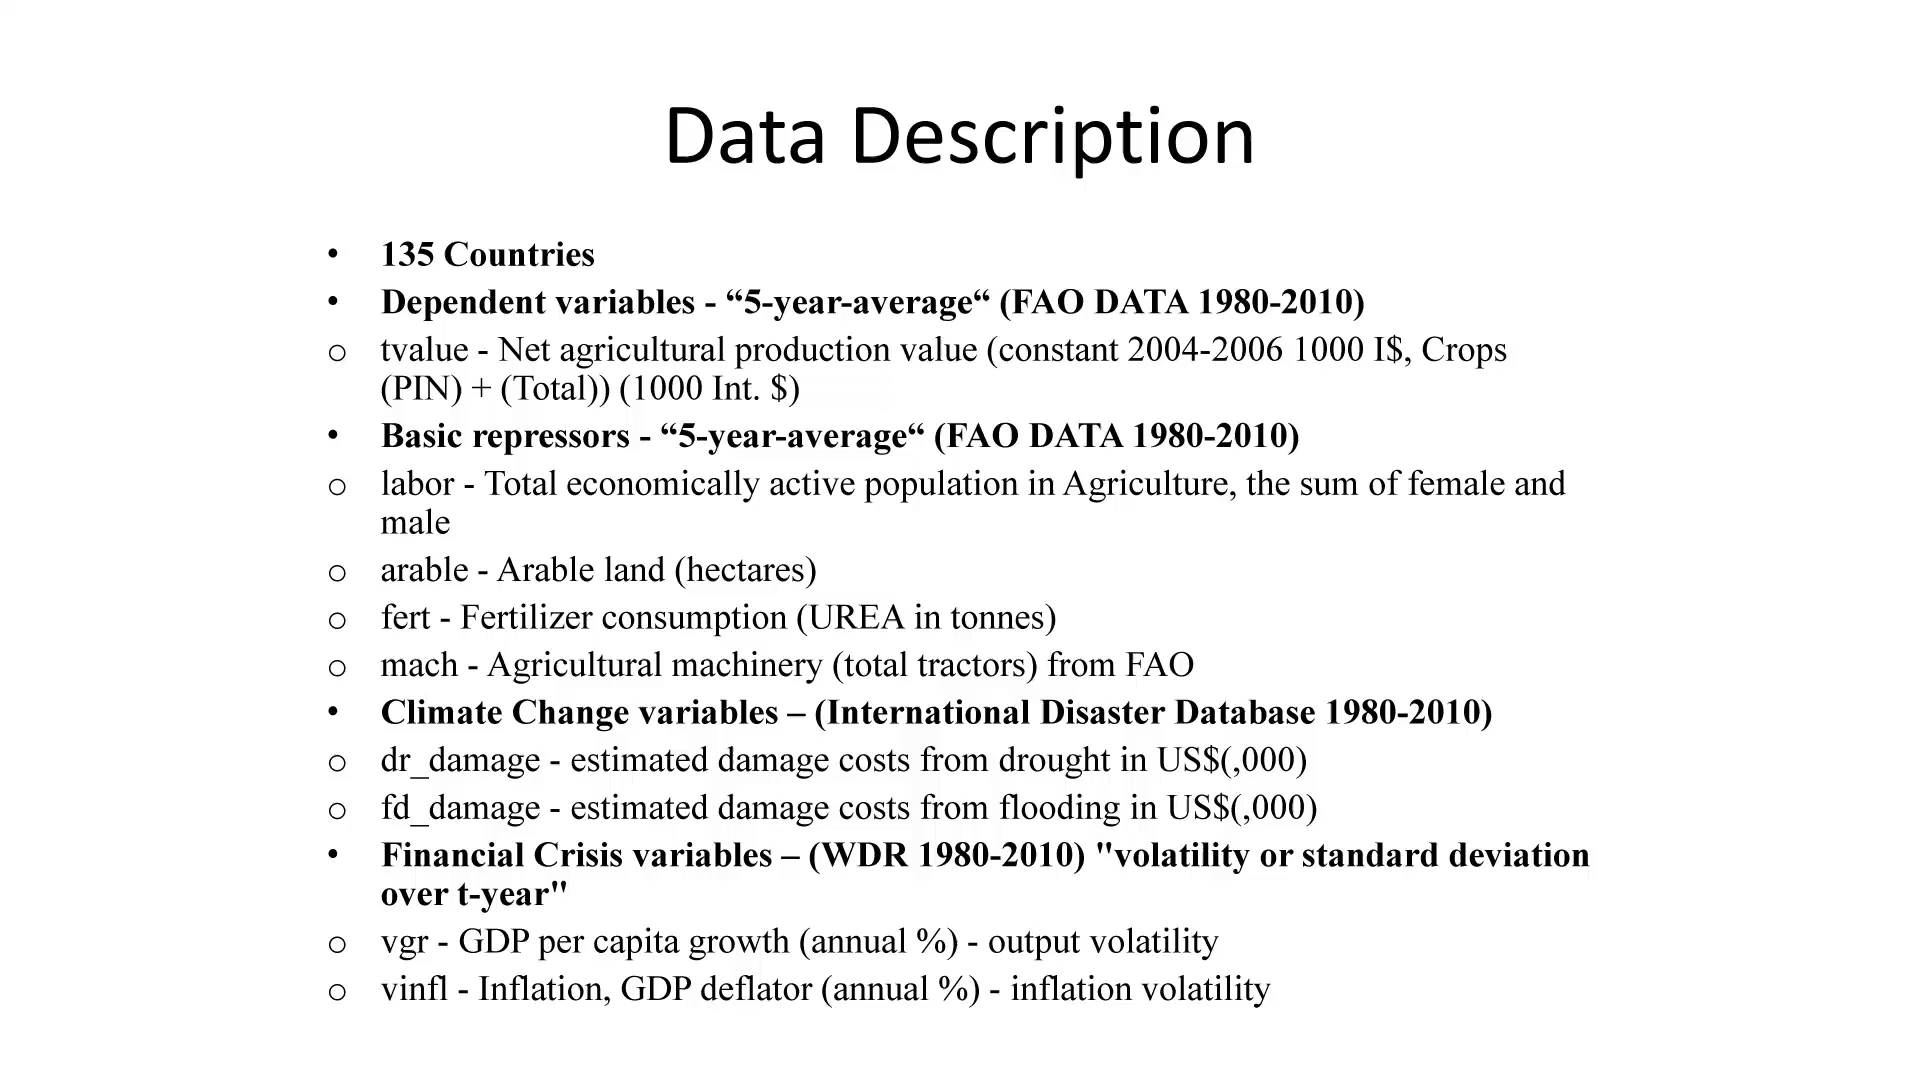 Data Description
• 135 Countries
• Dependent variables - “5-year-average“ (FAO DATA 1980-2010)
o tvalue - Net agricultural production value (constant 2004-2006 1000 I$, Crops
(PIN) + (Total)) (1000 Int. $)
• Basic repressors - “5-year-average“ (FAO DATA 1980-2010)
o labor - Total economically active population in Agriculture, the sum of female and
male
o arable - Arable land (hectares)
o fert - Fertilizer consumption (UREA in tonnes)
o mach - Agricultural machinery (total tractors) from FAO
• Climate Change variables – (International Disaster Database 1980-2010)
o dr_damage - estimated damage costs from drought in US$(,000)
o fd_damage - estimated damage costs from flooding in US$(,000)
• Financial Crisis variables – (WDR 1980-2010) "volatility or standard deviation
over t-year"
o vgr - GDP per capita growth (annual %) - output volatility
o vinfl - Inflation, GDP deflator (annual %) - inflation volatility